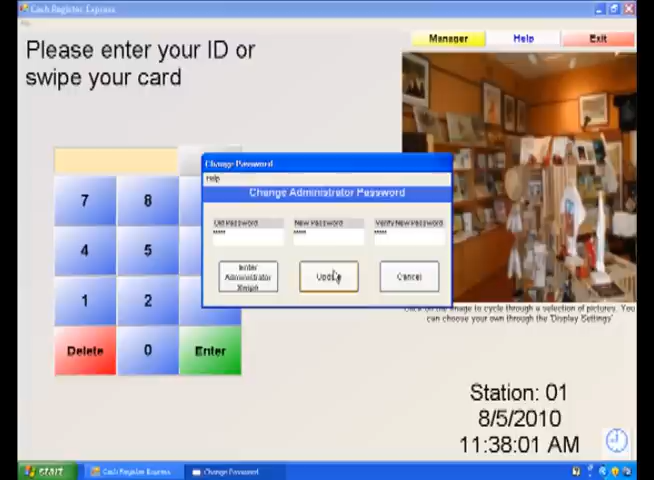 Cash Register Express
Manager
Help
Exit
Please enter your ID or
swipe your card
Change Password
Help
Change Administrator Password
Old Password
New Password
Verify New Password
*****
*****
*****
Enter
Administrator
Swipe
Update
Cancel
7
8
4
5
1
2
Delete
0
Enter
Click on the image to cycle through a selection of pictures. You
can choose your own through the 'Display Settings'
Station: 01
8/5/2010
11:38:01 AM
start
Cash Register Express
Change Password